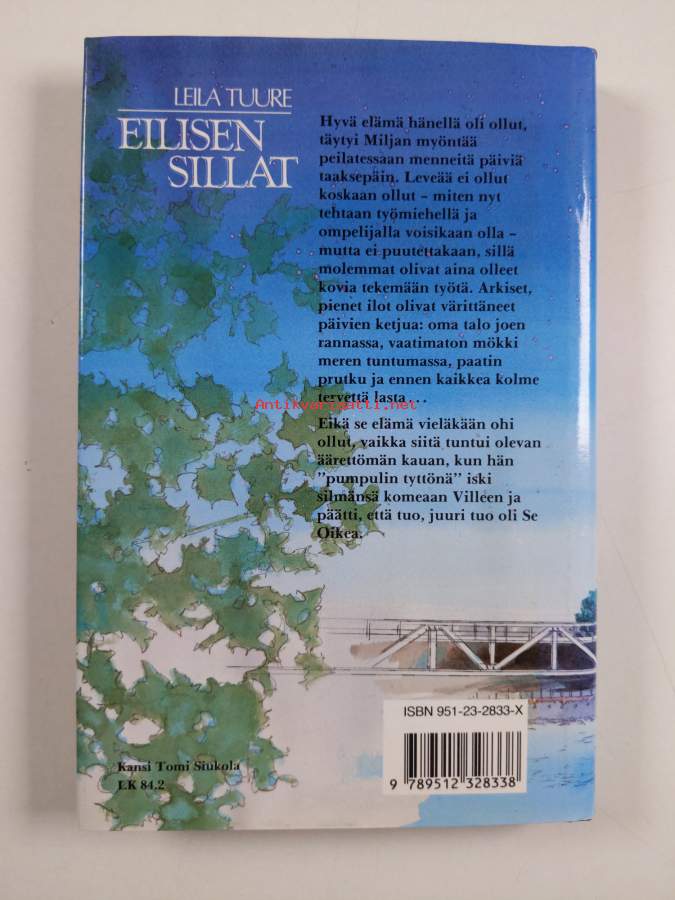 LEILA TUURE
EILISEN
SILLAT
Hyvä elämä hänellä oli ollut,
täytyi Miljan myöntää
peilatessaan menneitä päiviä
taaksepäin. Leveää ei ollut
koskaan ollut – miten nyt
tehtaan työmiehellä ja
ompelijalla voisikaan olla –
mutta ei puutettakaan, sillä
molemmat olivat aina olleet
kovia tekemään työtä. Arkiset,
pienet ilot olivat värittäneet
päivien ketjua: oma talo joen
rannassa, vaatimaton mökki
meren tuntumassa, paatin
prutku ja ennen kaikkea kolme
tervettä lasta...
Antikvariaatti.net
Eikä se elämä vieläkään ohi
ollut, vaikka siitä tuntui olevan
äärettömän kauan, kun hän
"pumpulin tyttönä" iski
silmänsä komeaan Villeen ja
päätti, että tuo, juuri tuo oli Se
Oikea.
ISBN 951-23-2833-X
9 789512 328338
Kansi Tomi Siukola
LK 84.2